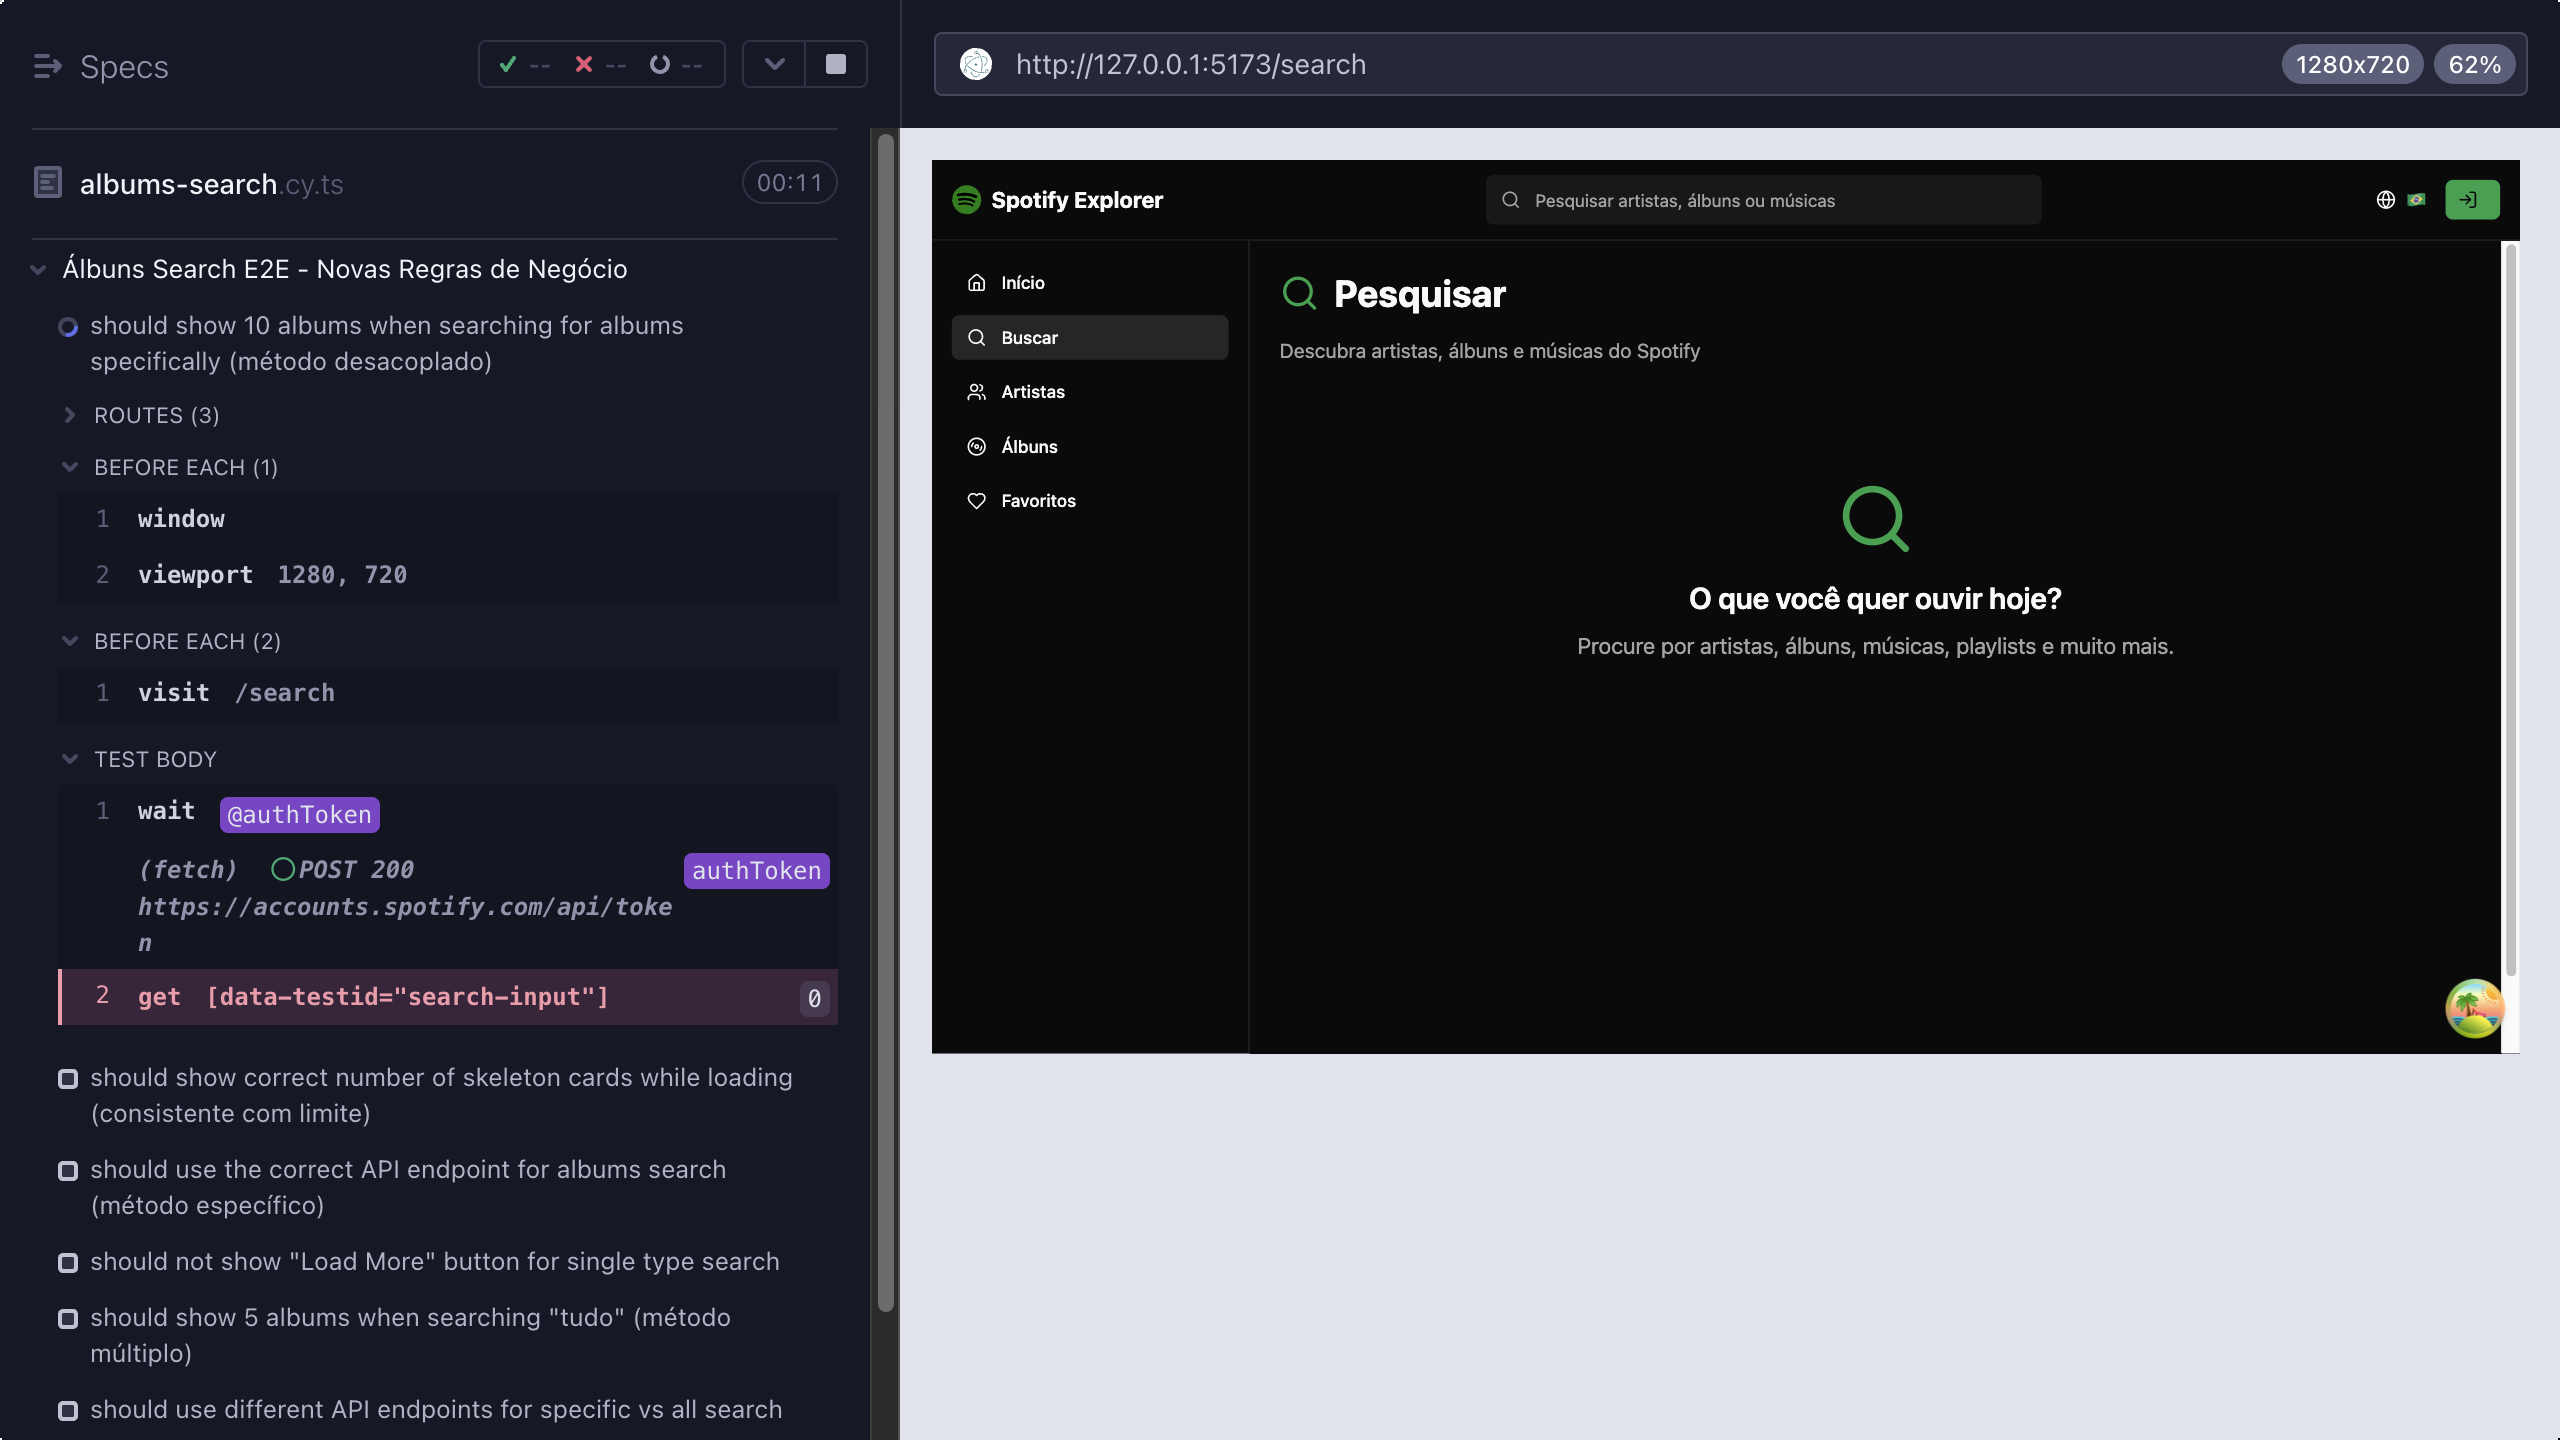 Specs
-- -- --
albums-search.cy.ts
00:11
Álbuns Search E2E - Novas Regras de Negócio
should show 10 albums when searching for albums
specifically (método desacoplado)
ROUTES (3)
BEFORE EACH (1)
1 window
2 viewport 1280, 720
BEFORE EACH (2)
1 visit /search
TEST BODY
1 wait @authToken
(fetch) POST 200 authToken
https://accounts.spotify.com/api/toke
n
2 get [data-testid="search-input"] 0
should show correct number of skeleton cards while loading
(consistente com limite)
should use the correct API endpoint for albums search
(método específico)
should not show "Load More" button for single type search
should show 5 albums when searching "tudo" (método
múltiplo)
should use different API endpoints for specific vs all search
http://127.0.0.1:5173/search
1280x720 62%
Spotify Explorer
Pesquisar artistas, álbuns ou músicas
Início
Buscar
Artistas
Álbuns
Favoritos
Pesquisar
Descubra artistas, álbuns e músicas do Spotify
O que você quer ouvir hoje?
Procure por artistas, álbuns, músicas, playlists e muito mais.